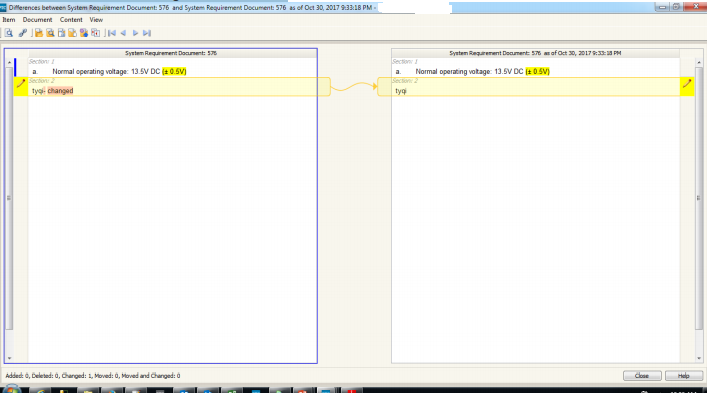 Differences between System Requirement Document: 576 and System Requirement Document: 576 as of Oct 30, 2017 9:33:18 PM -
Item Document Content View
System Requirement Document: 576
Section: 1
a. Normal operating voltage: 13.5V DC (± 0.5V)
Section: 2
tyqi- changed
System Requirement Document: 576 as of Oct 30, 2017 9:33:18 PM
Section: 1
a. Normal operating voltage: 13.5V DC (± 0.5V)
Section: 2
tyqi
Added: 0, Deleted: 0, Changed: 1, Moved: 0, Moved and Changed: 0
Close Help